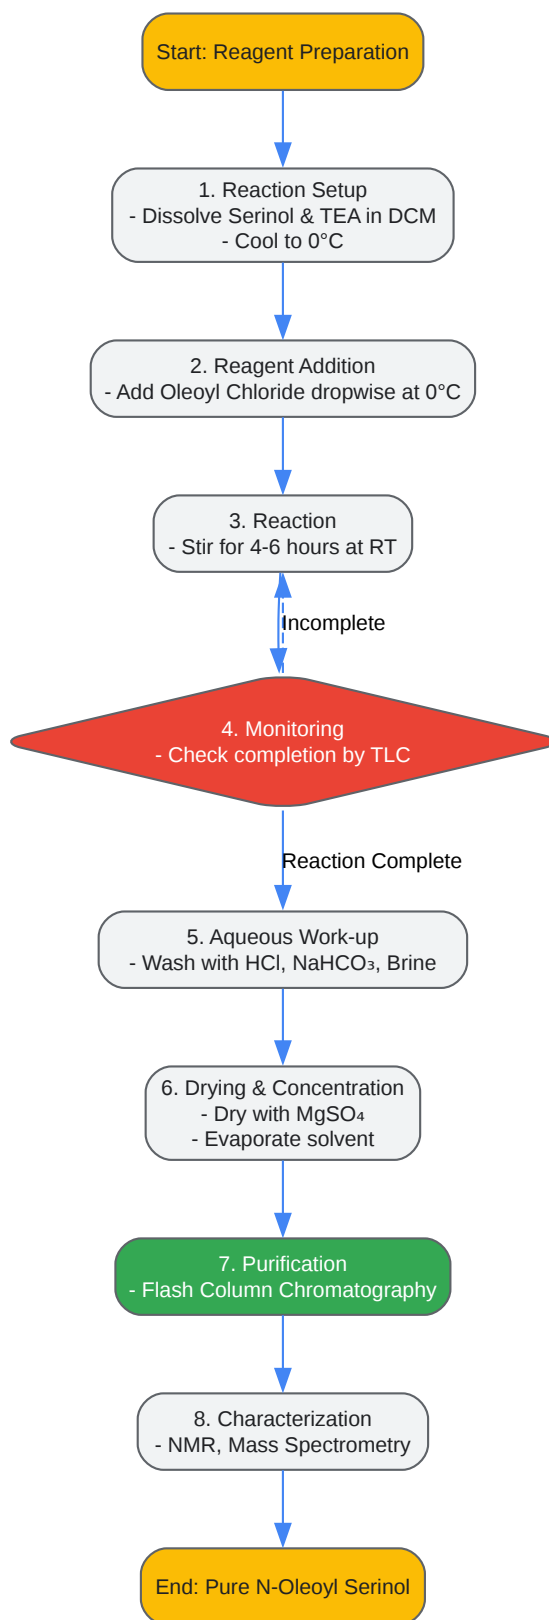 Start: Reagent Preparation
1. Reaction Setup
- Dissolve Serinol & TEA in DCM
- Cool to 0°C
2. Reagent Addition
- Add Oleoyl Chloride dropwise at 0°C
3. Reaction
- Stir for 4-6 hours at RT
Incomplete
4. Monitoring
- Check completion by TLC
Reaction Complete
5. Aqueous Work-up
- Wash with HCl, NaHCO₃, Brine
6. Drying & Concentration
- Dry with MgSO₄
- Evaporate solvent
7. Purification
- Flash Column Chromatography
8. Characterization
- NMR, Mass Spectrometry
End: Pure N-Oleoyl Serinol